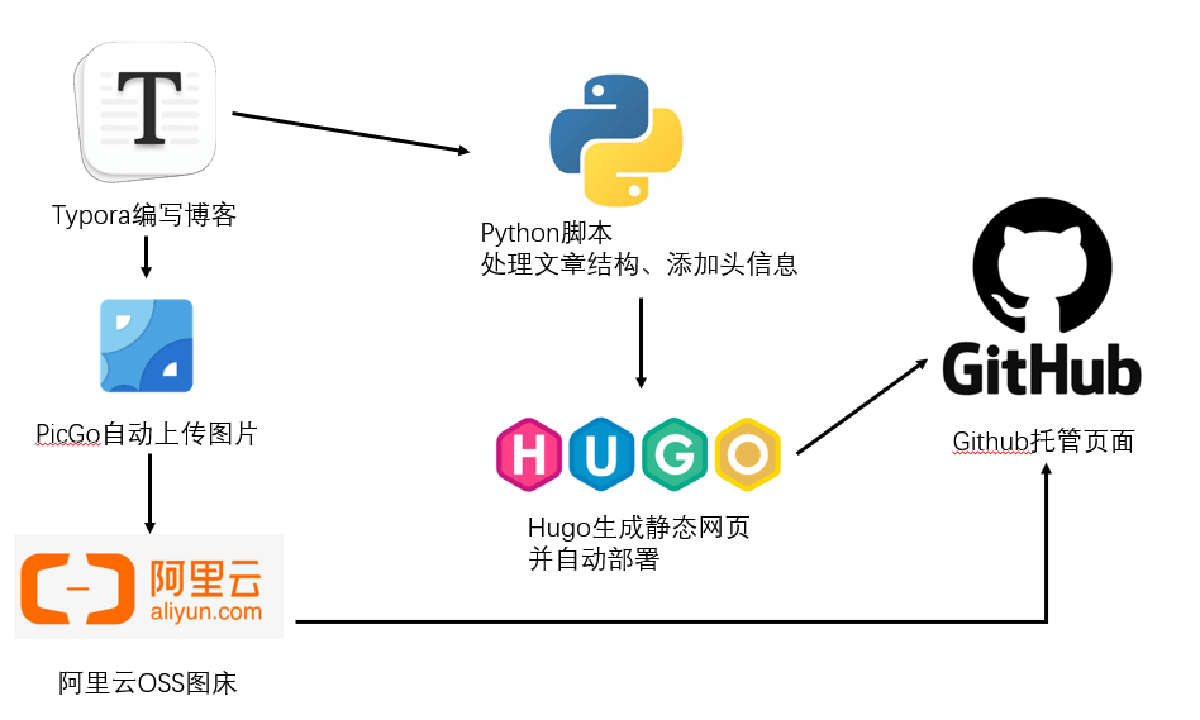 T
Typora编写博客
Python脚本
处理文章结构、添加头信息
PicGo自动上传图片
HUGO
Hugo生成静态网页
并自动部署
GitHub
Github托管页面
阿里云
aliyun.com
阿里云OSS图床